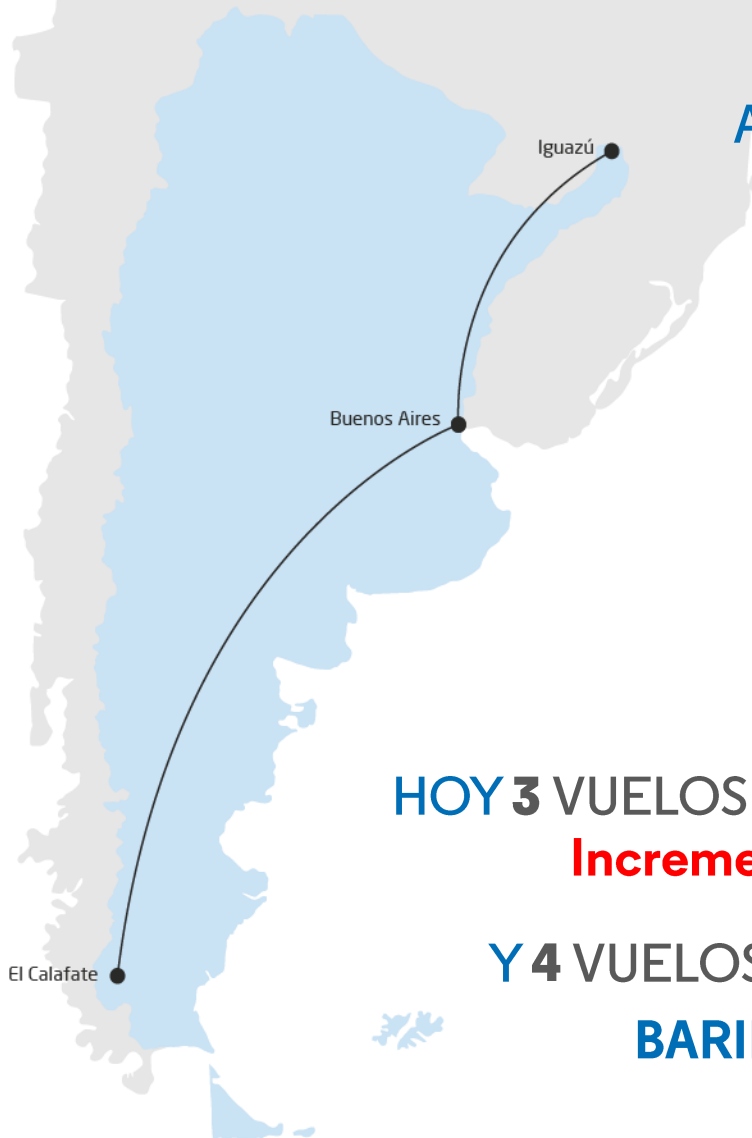 A
Iguazú
Buenos Aires
HOY 3 VUELOS
Increme
El Calafate
Y 4 VUELOS
BARI